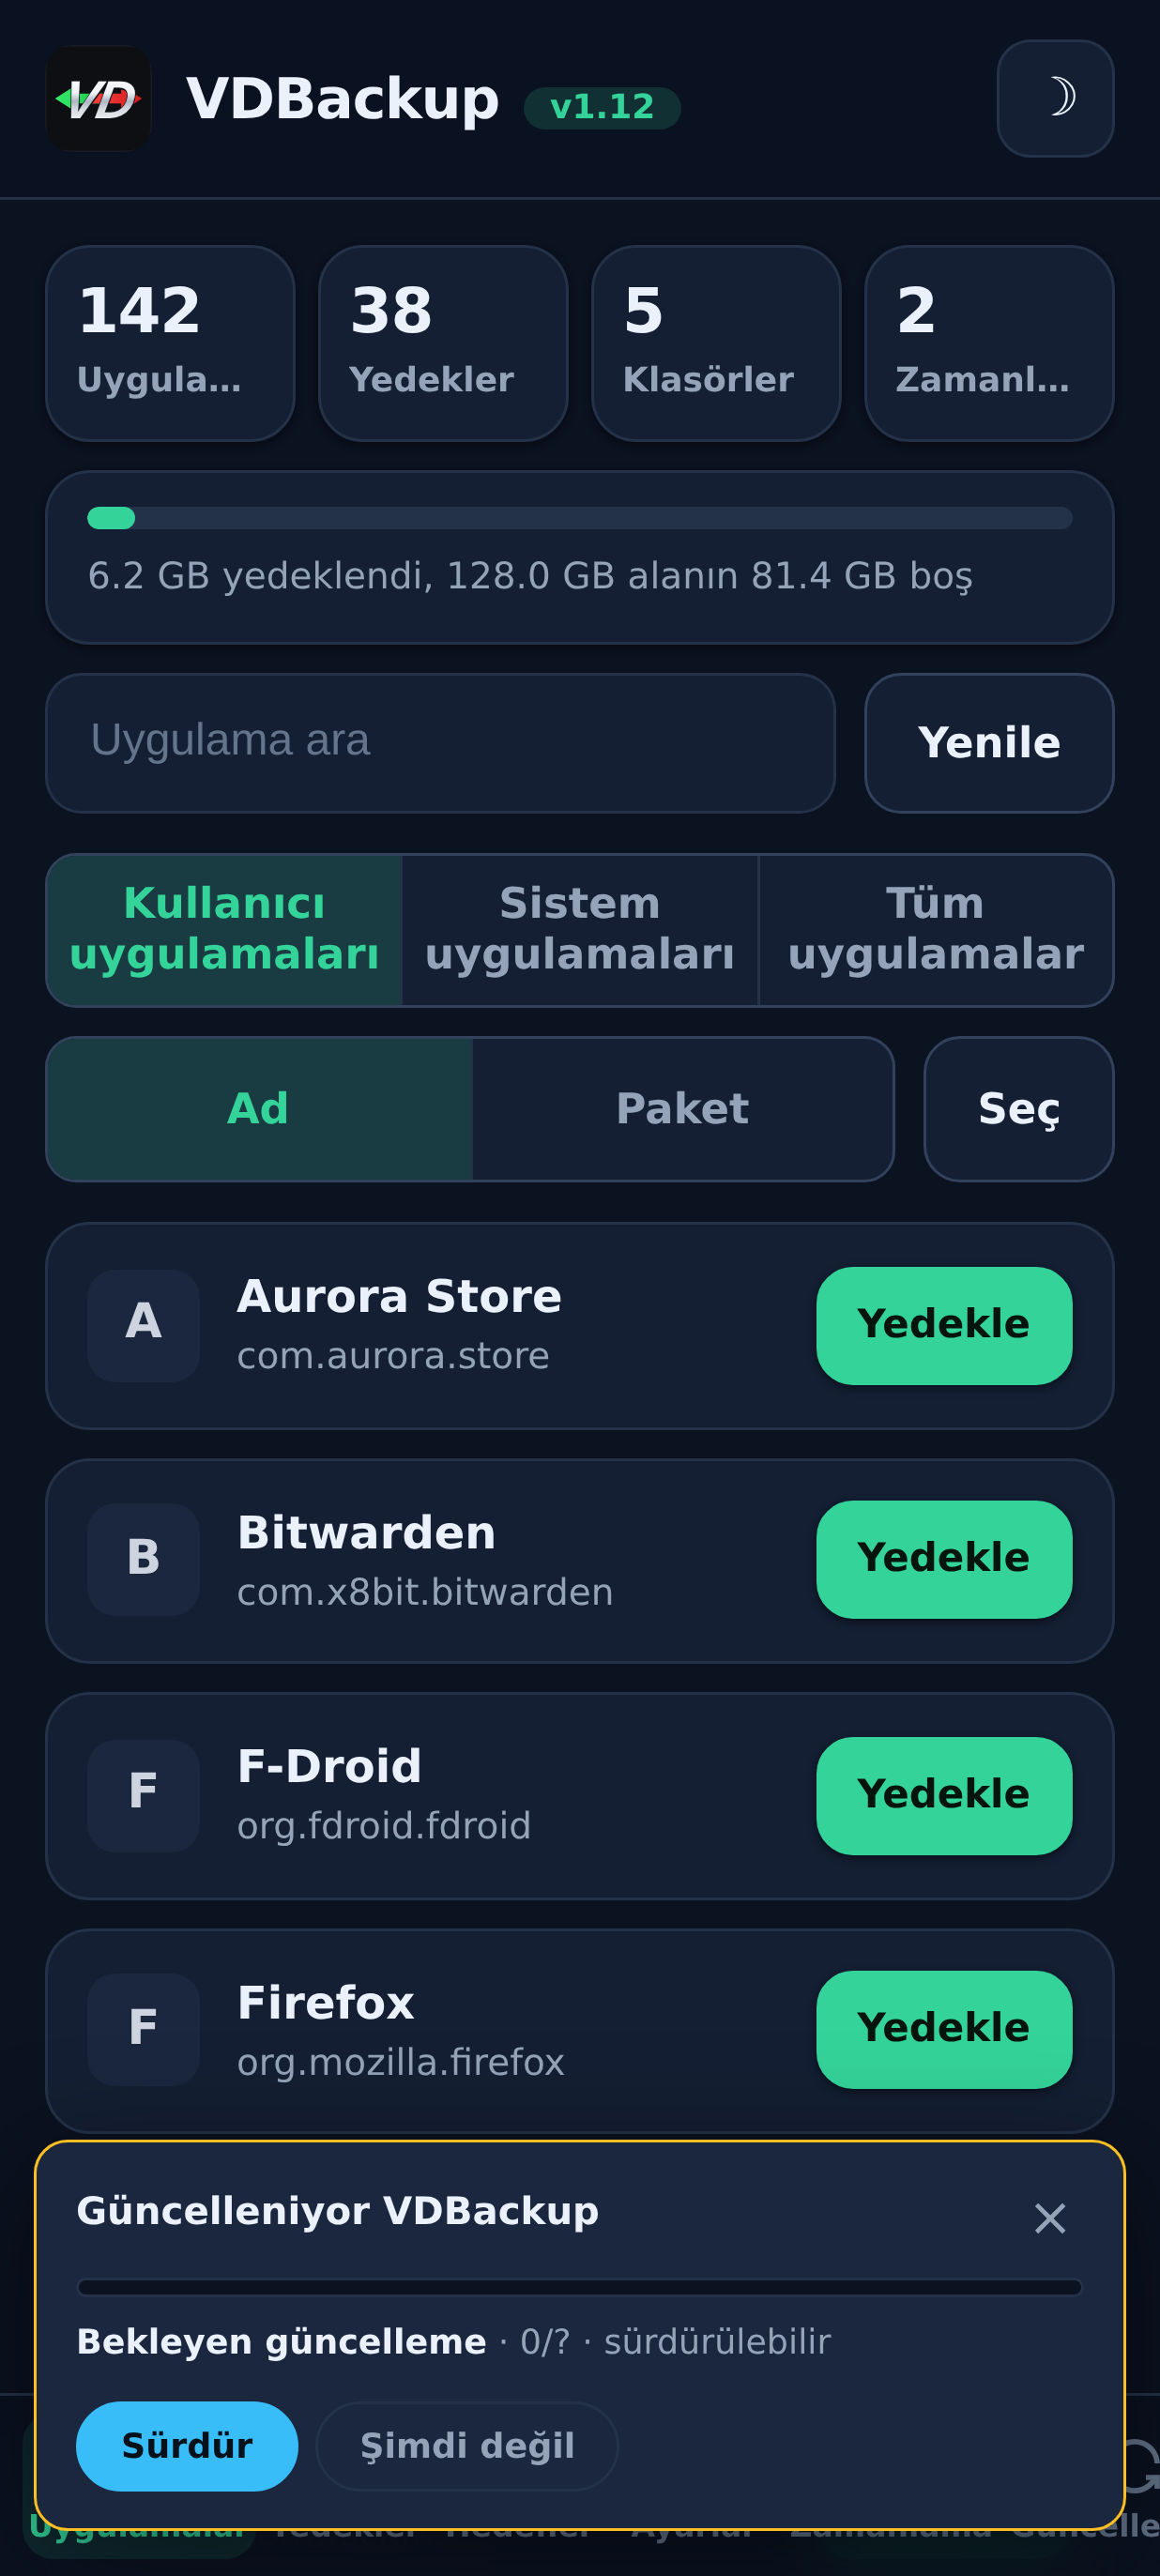 VD
VDBackup v1.12
142
Uygula...
38
Yedekler
5
Klasörler
2
Zamanl...
6.2 GB yedeklendi, 128.0 GB alanın 81.4 GB boş
Uygulama ara
Yenile
Kullanıcı
uygulamaları
Sistem
uygulamaları
Tüm
uygulamalar
Ad
Paket
Seç
A
Aurora Store
com.aurora.store
Yedekle
B
Bitwarden
com.x8bit.bitwarden
Yedekle
F
F-Droid
org.fdroid.fdroid
Yedekle
F
Firefox
org.mozilla.firefox
Yedekle
Güncelleniyor VDBackup
×
Bekleyen güncelleme · 0/? · sürdürülebilir
Sürdür
Şimdi değil